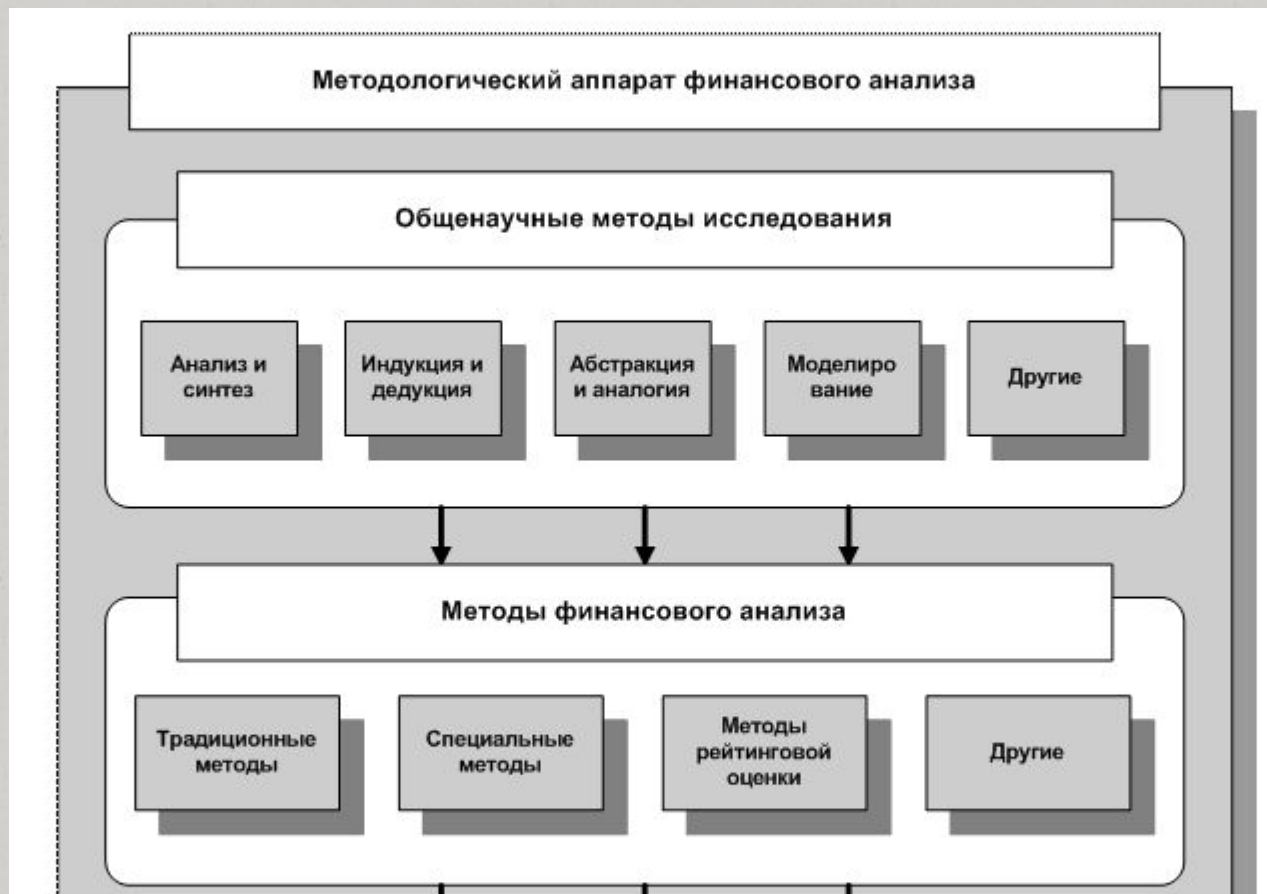 Методологический аппарат финансового анализа
Общенаучные методы исследования
Анализ и
синтез
Индукция и
дедукция
Абстракция
и аналогия
Моделиро
вание
Другие
Методы финансового анализа
Традиционные
методы
Специальные
методы
Методы
рейтинговой
оценки
Другие